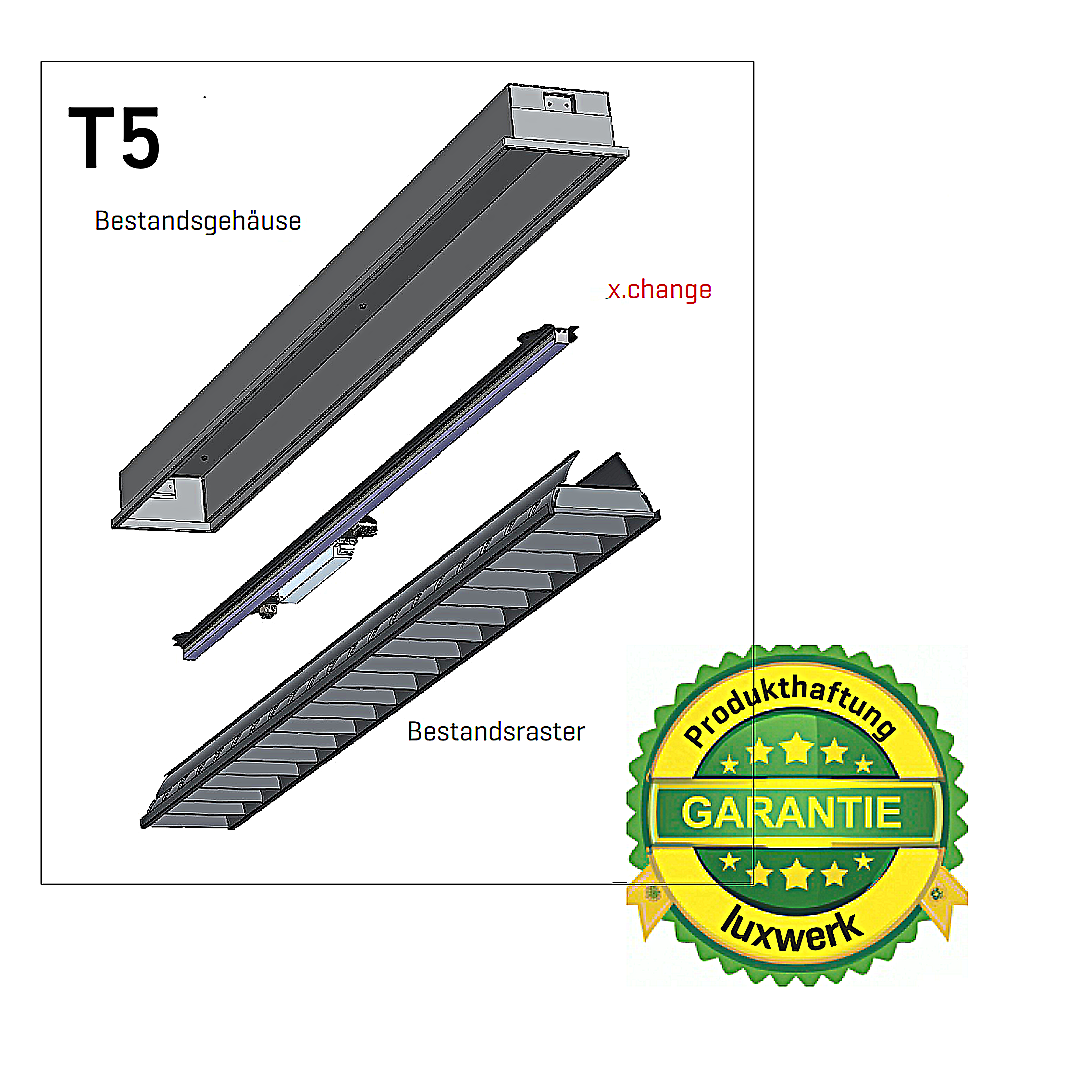 T5
Bestandsgehäuse
x.change
Bestandsraster
Produkthaftung
GARANTIE
luxwerk